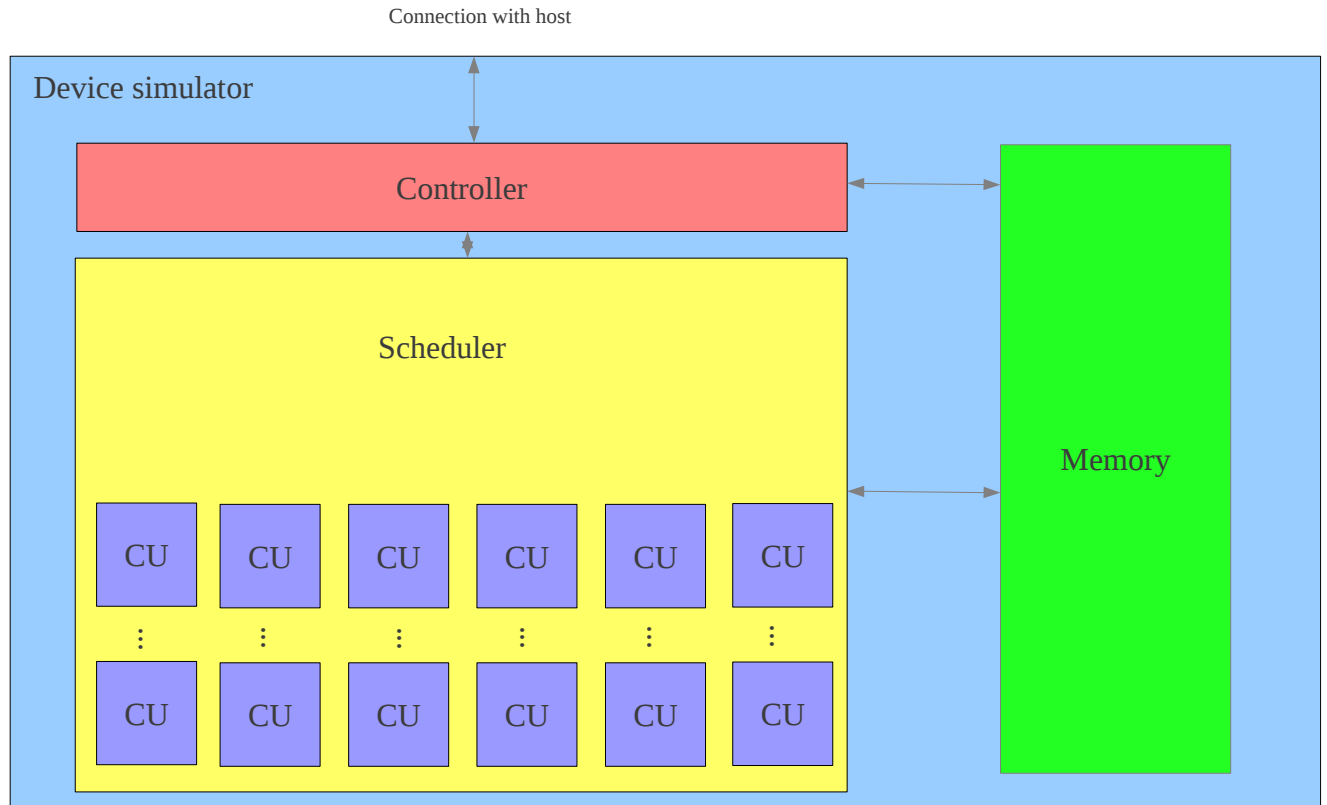 Connection with host
Device simulator
Controller
Scheduler
Memory
CU CU CU CU CU CU
... ... ... ... ... ...
CU CU CU CU CU CU